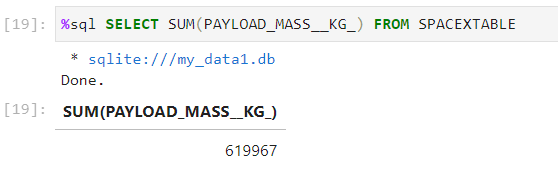 [19]: %sql SELECT SUM(PAYLOAD_MASS__KG_) FROM SPACEXTABLE
* sqlite:///my_data1.db
Done.
[19]: SUM(PAYLOAD_MASS__KG_)
619967